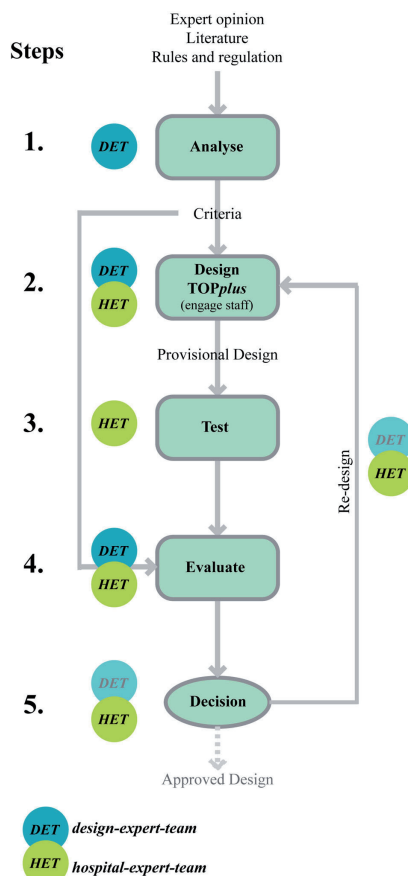 Expert opinion
Literature
Rules and regulation
Steps
1.
DET
Analyse
Criteria
2.
DET
HET
Design
TOPplus
(engage staff)
Provisional Design
3.
HET
Test
DET
HET
Re-design
4.
DET
HET
Evaluate
5.
DET
HET
Decision
Approved Design
DET design-expert-team
HET hospital-expert-team